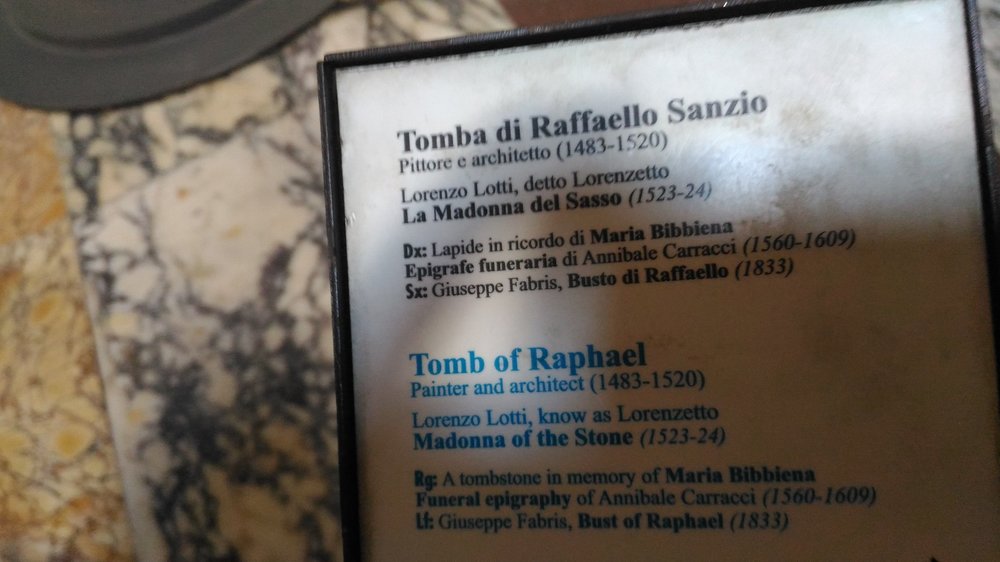 Tomba di Raffaello Sanzio
Pittore e architetto (1483-1520)
Lorenzo Lotti, detto Lorenzetto
La Madonna del Sasso (1523-24)
Dx: Lapide in ricordo di Maria Bibbiena
Epigrafe funeraria di Annibale Carracci (1560-1609)
Sx: Giuseppe Fabris, Busto di Raffaello (1833)
Tomb of Raphael
Painter and architect (1483-1520)
Lorenzo Lotti, know as Lorenzetto
Madonna of the Stone (1523-24)
Rg: A tombstone in memory of Maria Bibbiena
Funeral epigraphy of Annibale Carracci (1560-1609)
Lf: Giuseppe Fabris, Bust of Raphael (1833)